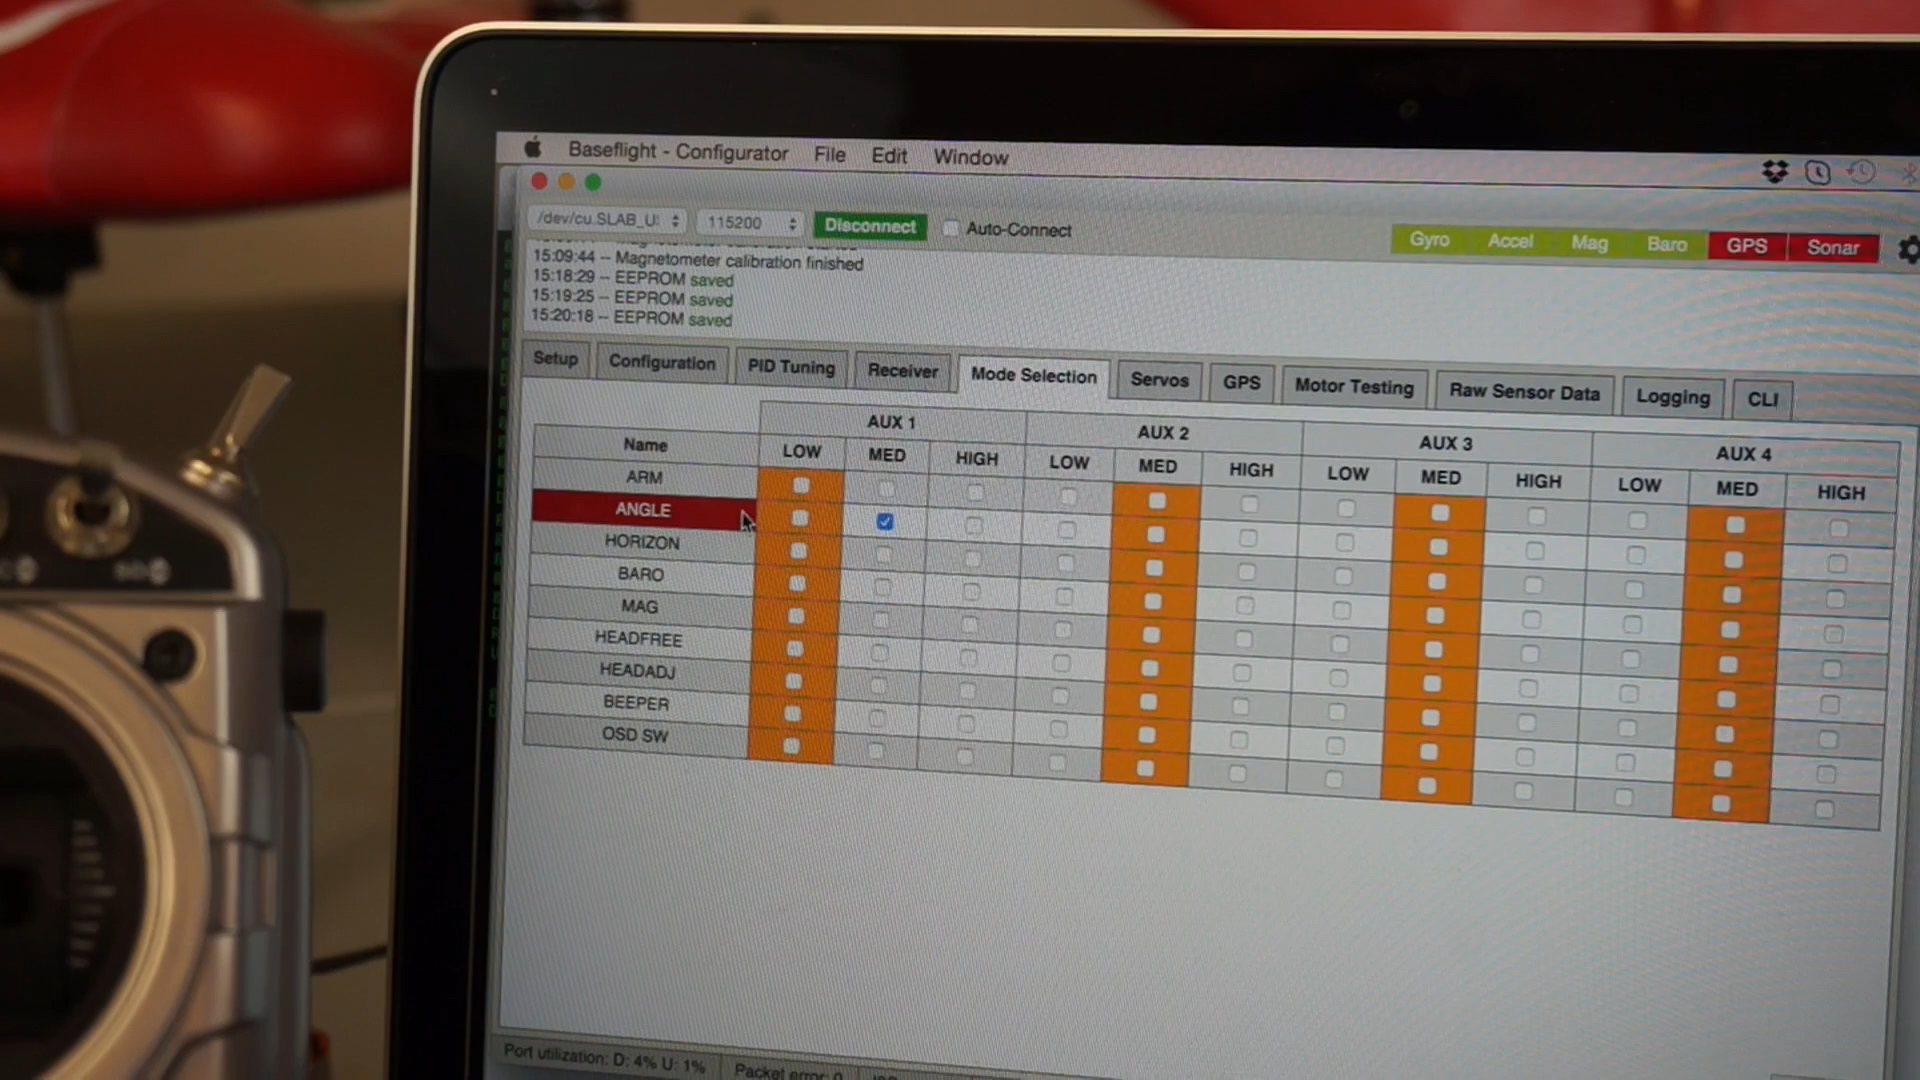 Baseflight - Configurator File Edit Window
/dev/cu.SLAB_U 115200 Disconnect Auto-Connect Gyro Accel Mag Baro GPS Sonar
15:09:44 -- Magnetometer calibration finished
15:18:29 -- EEPROM saved
15:19:25 -- EEPROM saved
15:20:18 -- EEPROM saved
Setup Configuration PID Tuning Receiver Mode Selection Servos GPS Motor Testing Raw Sensor Data Logging CLI
AUX 1 AUX 2 AUX 3 AUX 4
Name LOW MED HIGH LOW MED HIGH LOW MED HIGH LOW MED HIGH
ARM
ANGLE
HORIZON
BARO
MAG
HEADFREE
HEADADJ
BEEPER
OSD SW
Port utilization: D: 4% U: 1% Packet error: 0